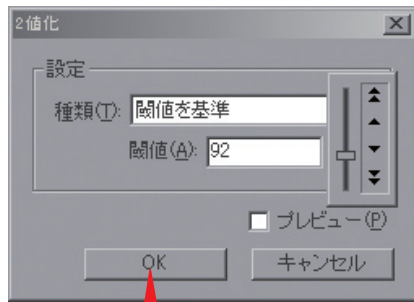 2値化
設定
種類(T): 閾値を基準
閾値(A): 92
プレビュー(P)
OK
キャンセル